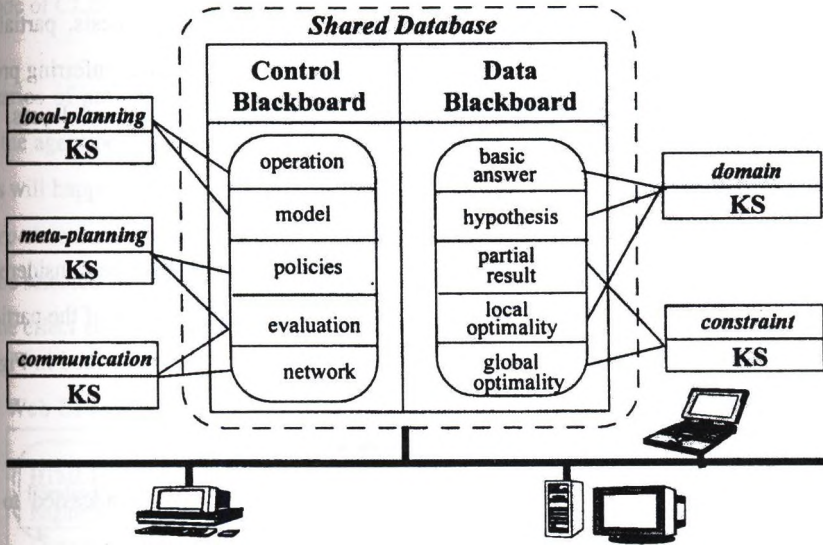 Shared Database
Control
Blackboard
Data
Blackboard
local-planning
KS
meta-planning
KS
communication
KS
operation
model
policies
evaluation
network
basic
answer
hypothesis
partial
result
local
optimality
global
optimality
domain
KS
constraint
KS